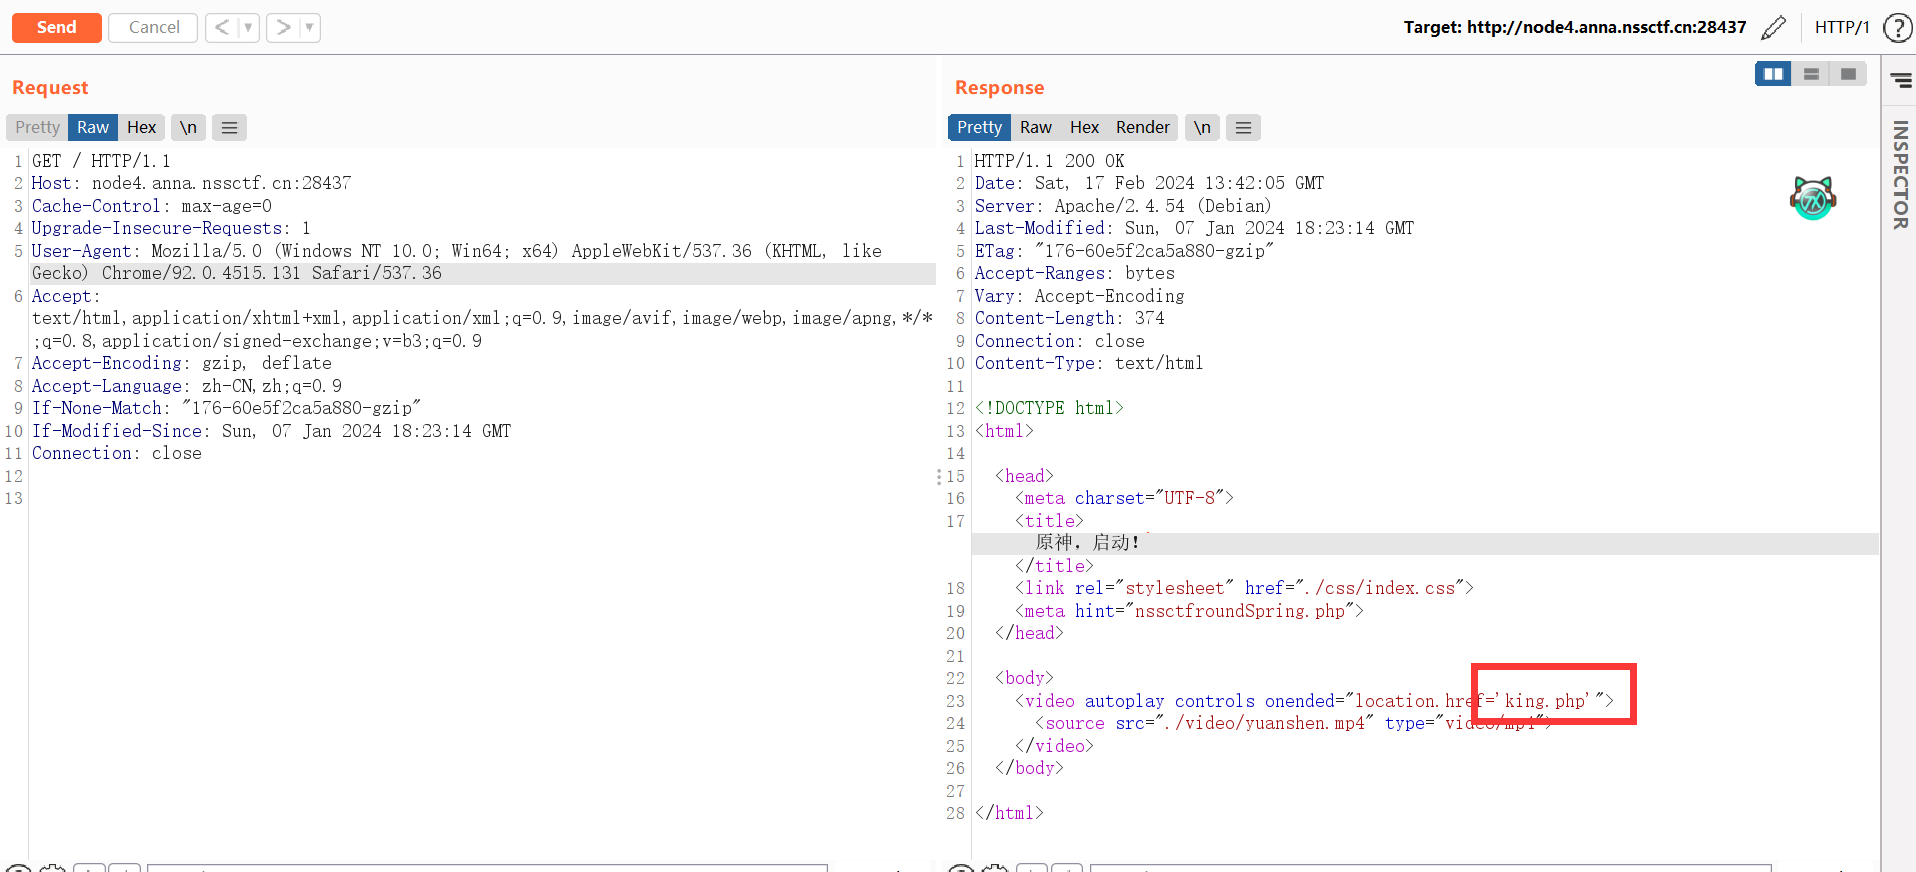 Send Cancel < ▼ > ▼ Target: http://node4.anna.nssctf.cn:28437 HTTP/1 ?
Request
Pretty Raw Hex \n
1 GET / HTTP/1.1
2 Host: node4.anna.nssctf.cn:28437
3 Cache-Control: max-age=0
4 Upgrade-Insecure-Requests: 1
5 User-Agent: Mozilla/5.0 (Windows NT 10.0; Win64; x64) AppleWebKit/537.36 (KHTML, like
Gecko) Chrome/92.0.4515.131 Safari/537.36
6 Accept:
text/html,application/xhtml+xml,application/xml;q=0.9,image/avif,image/webp,image/apng,*/*
;q=0.8,application/signed-exchange;v=b3;q=0.9
7 Accept-Encoding: gzip, deflate
8 Accept-Language: zh-CN,zh;q=0.9
9 If-None-Match: "176-60e5f2ca5a880-gzip"
10 If-Modified-Since: Sun, 07 Jan 2024 18:23:14 GMT
11 Connection: close
12
13
Response
Pretty Raw Hex Render \n
1 HTTP/1.1 200 OK
2 Date: Sat, 17 Feb 2024 13:42:05 GMT
3 Server: Apache/2.4.54 (Debian)
4 Last-Modified: Sun, 07 Jan 2024 18:23:14 GMT
5 ETag: "176-60e5f2ca5a880-gzip"
6 Accept-Ranges: bytes
7 Vary: Accept-Encoding
8 Content-Length: 374
9 Connection: close
10 Content-Type: text/html
11
12 <!DOCTYPE html>
13 <html>
14
15 <head>
16 <meta charset="UTF-8">
17 <title>
原神，启动！
</title>
18 <link rel="stylesheet" href="./css/index.css">
19 <meta hint="nssctfroundSpring.php">
20 </head>
21
22 <body>
23 <video autoplay controls onended="location.href='king.php'">
24 <source src="./video/yuanshen.mp4" type="video/mp4">
25 </video>
26 </body>
27
28 </html>
INSPECTOR